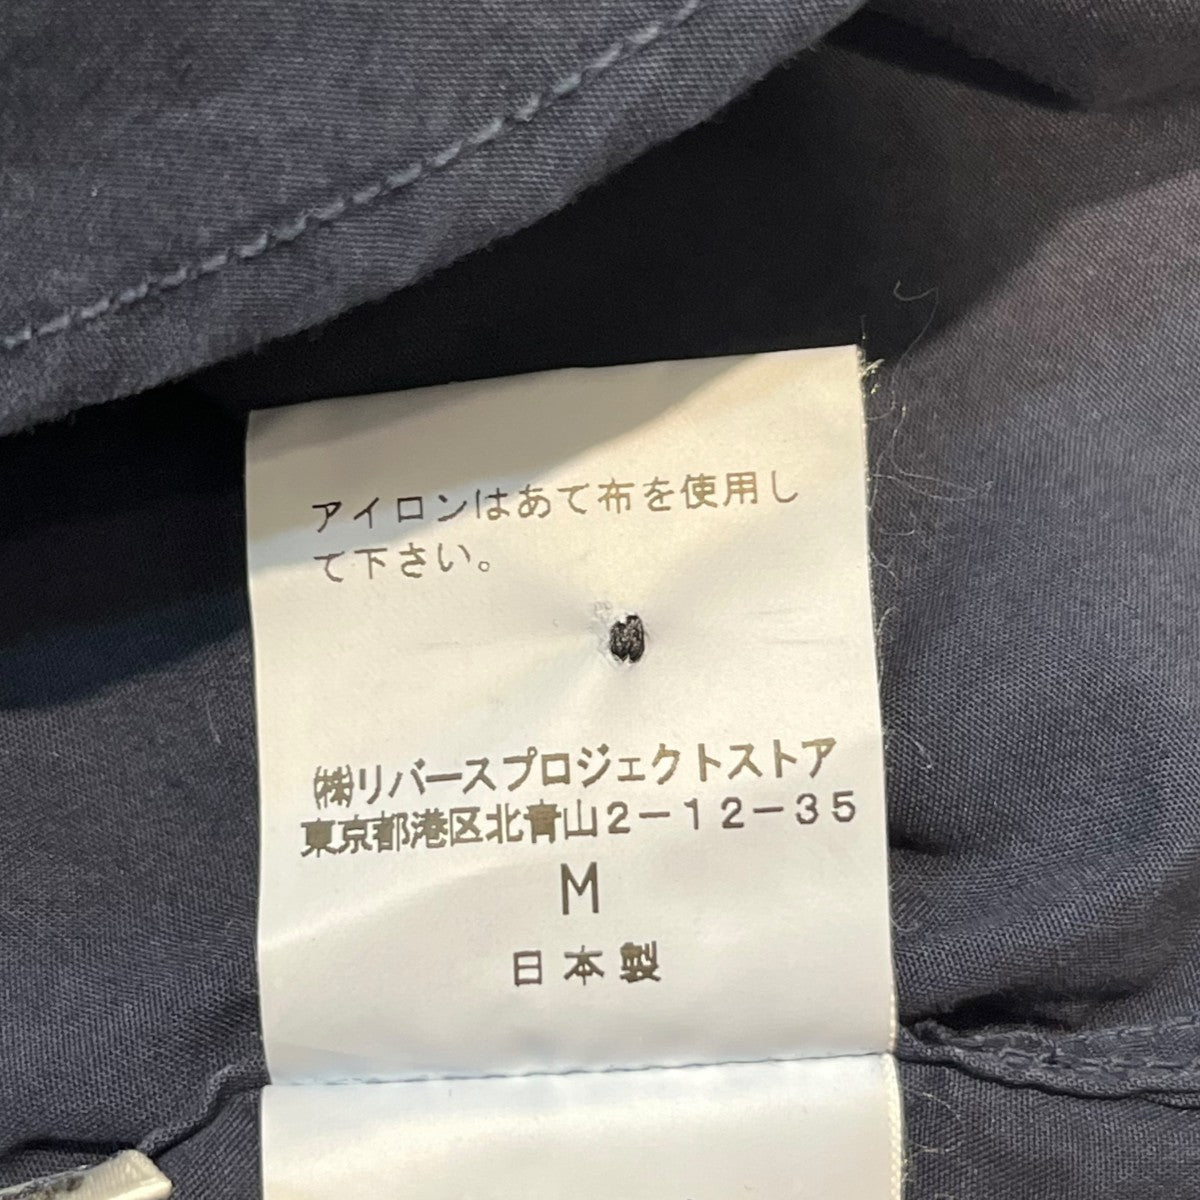 アイロンはあて布を使用し
て下さい。
㈱リバースプロジェクトストア
東京都港区北青山2-12-35
M
日本製